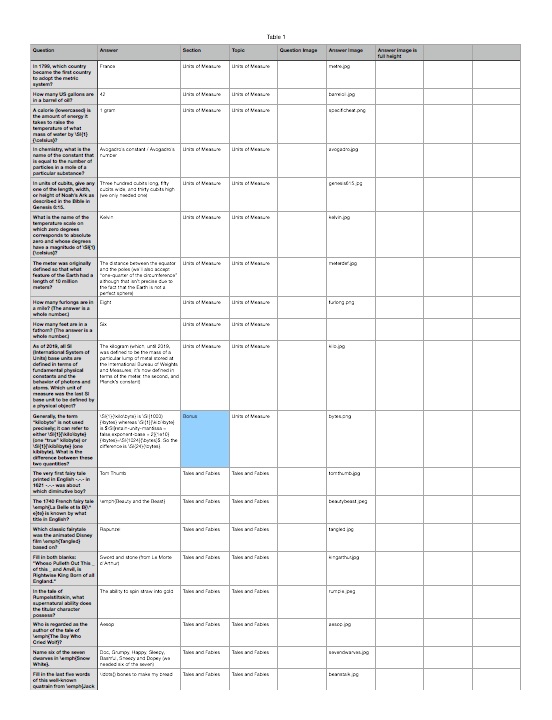 Table 1
Question Answer Section Topic Question Image Answer Image Answer image is
full height
In 1799, which country
became the first country
to adopt the metric
system?
France Units of Measure Units of Measure metre.jpg
How many US gallons are
in a barrel of oil?
42 Units of Measure Units of Measure
A calorie (lowercased) is
the amount of energy it
takes to raise the
temperature of what
mass of water by \SI{1}
{\celsius}?
1 gram Units of Measure Units of Measure specificheat.png
In chemistry, what is the
name of the constant that
is equal to the number of
particles in a mole of a
particular substance?
Avogadro's constant / Avogadro's
number
Units of Measure Units of Measure avogadro.jpg
In units of cubits, give any
one of the length, width,
or height of Noah's Ark as
described in the Bible in
Genesis 6:15.
Three hundred cubits long, fifty
cubits wide, and thirty cubits high
(we only needed one)
Units of Measure Units of Measure genesis615.jpg
What is the name of the
temperature scale on
which zero degrees
corresponds to absolute
zero and whose degrees
have a magnitude of \SI{1}
{\celsius}?
Kelvin Units of Measure Units of Measure kelvin.jpg
The meter was originally
defined so that what
feature of the Earth had a
length of 10 million
meters?
The distance between the equator
and the poles (we'll also accept
"one-quarter of the circumference"
although that isn't precise due to
the fact that the Earth is not a
perfect sphere)
Units of Measure Units of Measure meterdef.jpg
How many furlongs are in
a mile? (The answer is a
whole number.)
Eight Units of Measure Units of Measure furlong.png
How many feet are in a
fathom? (The answer is a
whole number.)
Six Units of Measure Units of Measure
As of 2019, all SI
(International System of
Units) base units are
defined in terms of
fundamental physical
constants and the
behavior of photons and
atoms. Which unit of
measure was the last SI
base unit to be defined by
a physical object?
The kilogram (which, until 2019,
was defined to be the mass of a
particular lump of metal stored at
the International Bureau of Weights
and Measures; it's now defined in
terms of the meter, the second, and
Planck's constant)
Units of Measure Units of Measure kilo.jpg
Generally, the term
"kilobyte" is not used
precisely; it can refer to
either \SI{1}{\kilo\byte}
(one "true" kilobyte) or
\SI{1}{\kibi\byte} (one
kibibyte). What is the
difference between these
two quantities?
Bonus Units of Measure bytes.png
The very first fairy tale
printed in English -.-.- in
1621 -.-.- was about
which diminutive boy?
Tom Thumb Tales and Fables Tales and Fables tomthumb.jpg
The 1740 French fairy tale
\emph{La Belle et la B\^
e}te} is known by what
title in English?
\emph{Beauty and the Beast} Tales and Fables Tales and Fables beautybeast.jpeg
Which classic fairytale
was the animated Disney
film \emph{Tangled}
based on?
Rapunzel Tales and Fables Tales and Fables tangled.jpg
Fill in both blanks:
"Whoso Pulleth Out This _
of this _ and Anvil, is
Rightwise King Born of all
England."
Sword and stone (from Le Morte
d'Arthur)
Tales and Fables Tales and Fables kingarthur.jpg
In the tale of
Rumpelstiltskin, what
supernatural ability does
the titular character
possess?
The ability to spin straw into gold Tales and Fables Tales and Fables rumple.jpeg
Who is regarded as the
author of the tale of
\emph{The Boy Who
Cried Wolf}?
Aesop Tales and Fables Tales and Fables aesop.jpg
Name six of the seven
dwarves in \emph{Snow
White}.
Doc, Grumpy, Happy, Sleepy,
Bashful, Sneezy and Dopey (we
needed six of the seven)
Tales and Fables Tales and Fables sevendwarves.jpg
Fill in the last five words
of this well-known
quatrain from \emph{Jack
\ldots{} bones to make my bread Tales and Fables Tales and Fables beanstalk.jpg